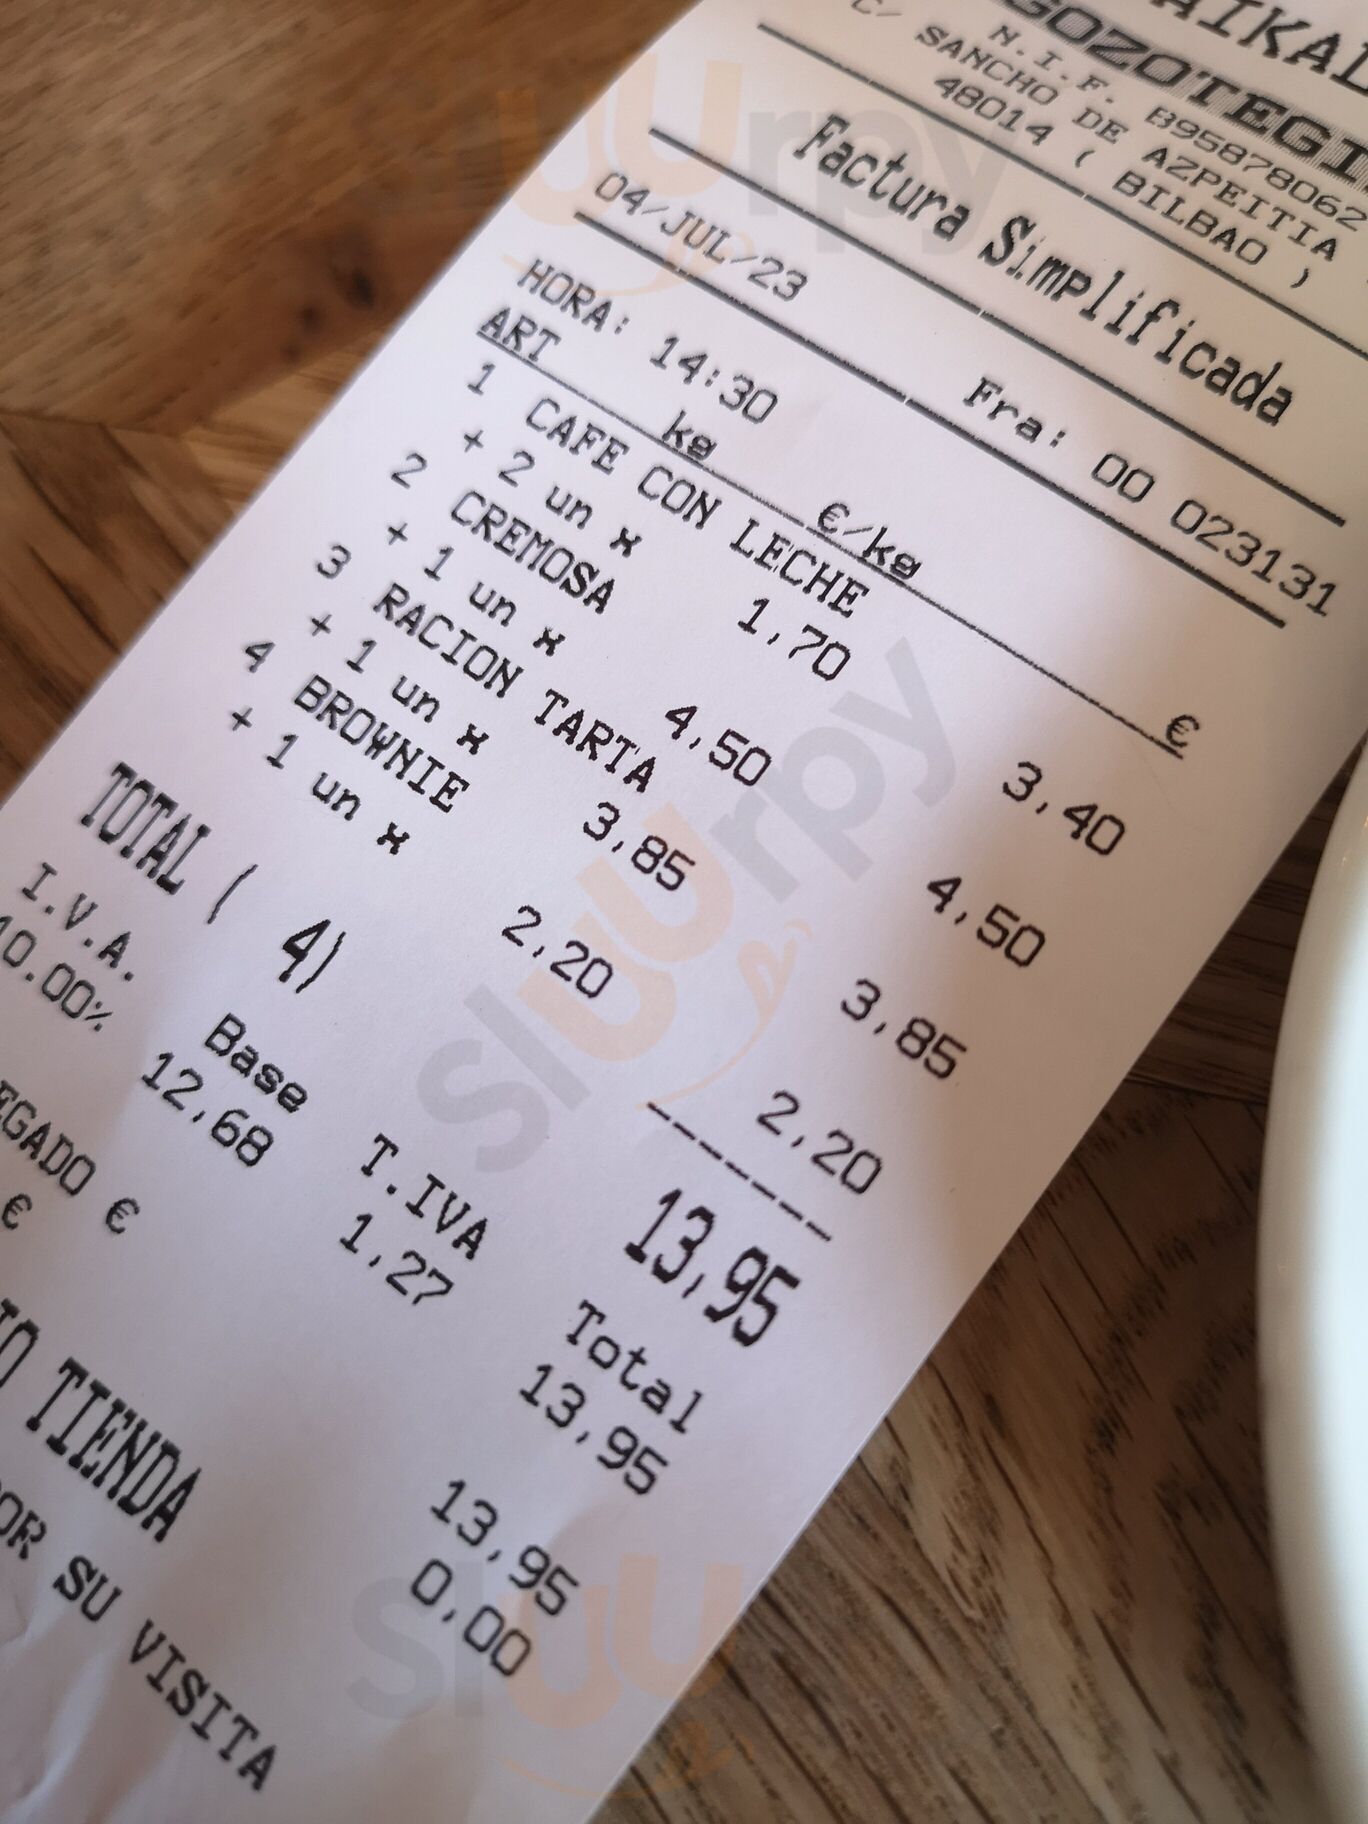 GOZOTEGI
N.I.F. B95878062
C/ SANCHO DE AZPEITIA
48014 ( BILBAO )
Factura Simplificada
04/JUL/23 Fra: 00 023131
HORA: 14:30
ART kg €/kg €
1 CAFE CON LECHE
+ 2 un x 1,70 3,40
2 CREMOSA
+ 1 un x 4,50 4,50
3 RACION TARTA
+ 1 un x 3,85 3,85
4 BROWNIE
+ 1 un x 2,20 2,20
TOTAL ( 4) 13,95
I.V.A. Base T.IVA Total
10.00% 12,68 1,27 13,95
EGADO € 13,95
€ 0,00
TIENDA
OR SU VISITA
Sluurpy
Sluurpy